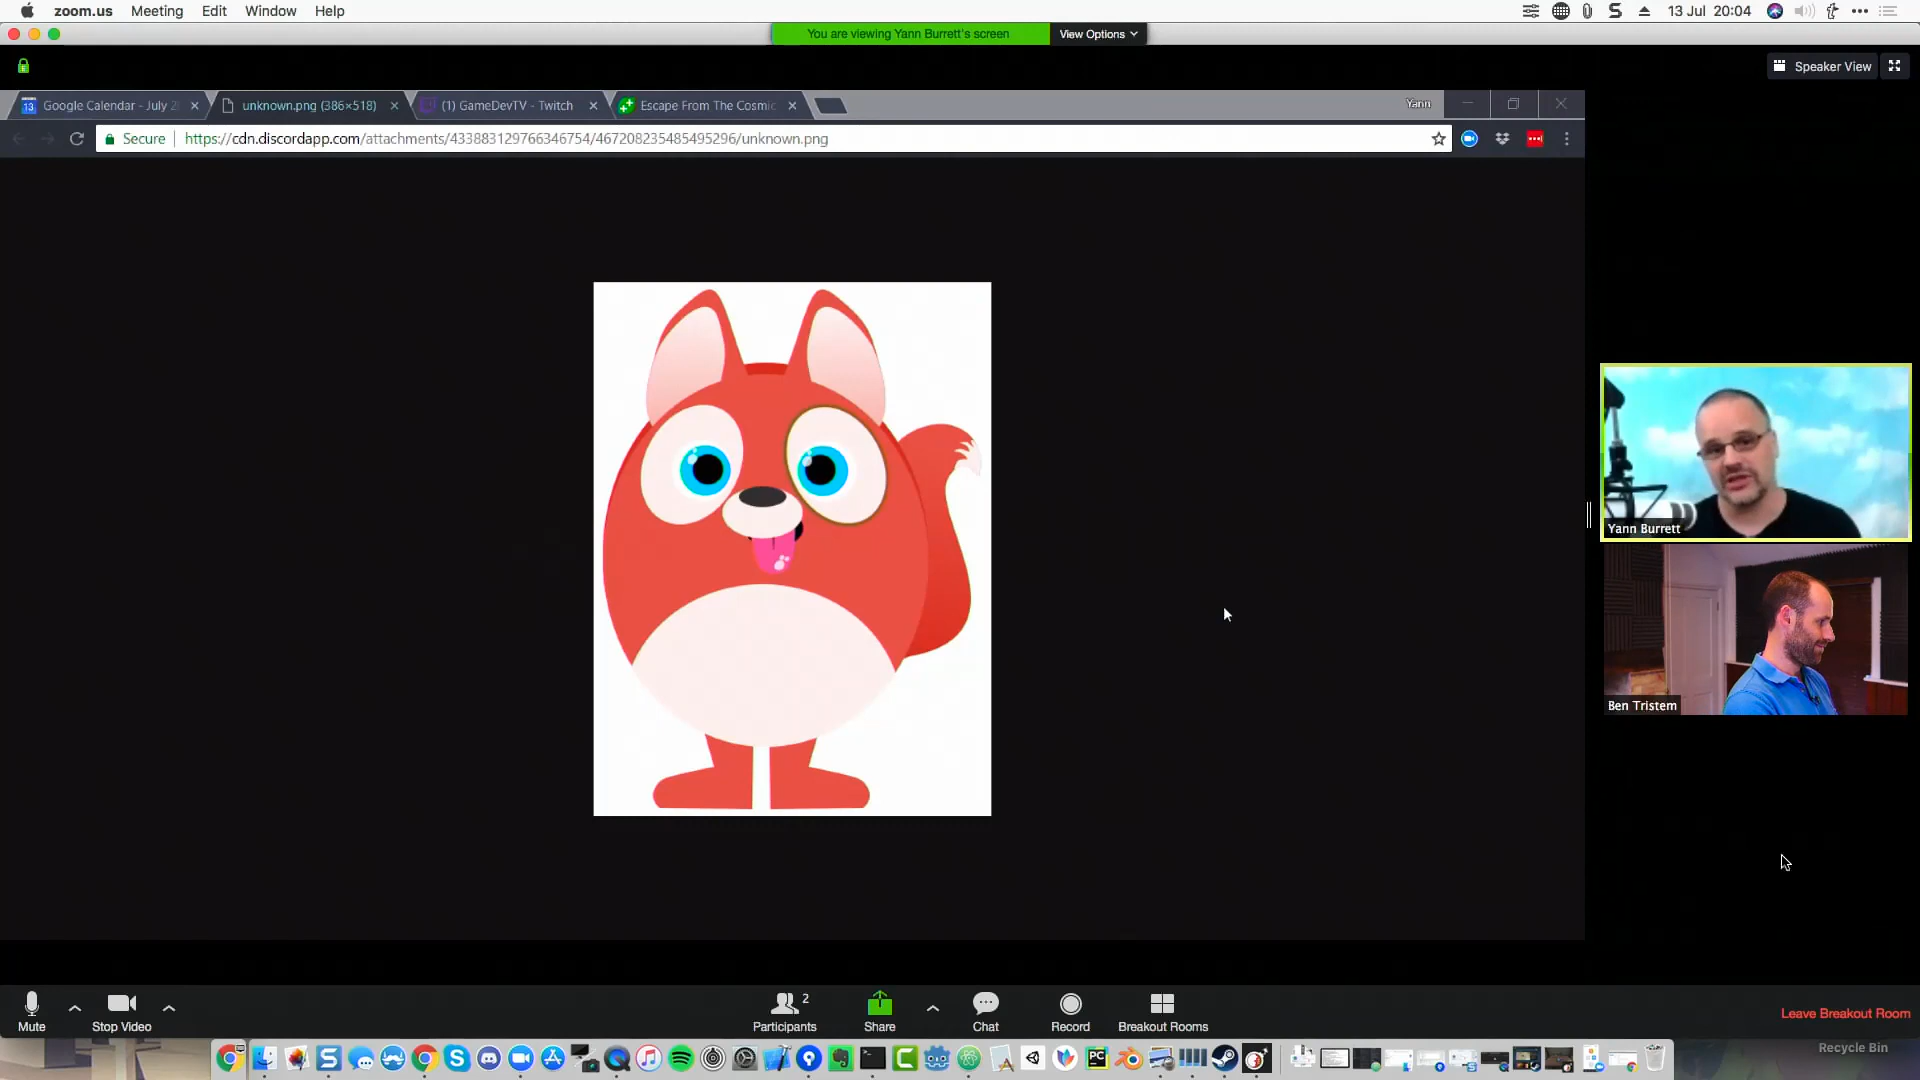 zoom.us Meeting Edit Window Help
13 Jul 20:04
You are viewing Yann Burrett's screen
View Options
Speaker View
13 Google Calendar - July 2
unknown.png (386×518)
(1) GameDevTV - Twitch
Escape From The Cosmic
Yann
Secure
https://cdn.discordapp.com/attachments/433883129766346754/467208235485495296/unknown.png
Yann Burrett
Ben Tristem
2
Mute
Stop Video
Participants
Share
Chat
Record
Breakout Rooms
Leave Breakout Room
Recycle Bin
PC